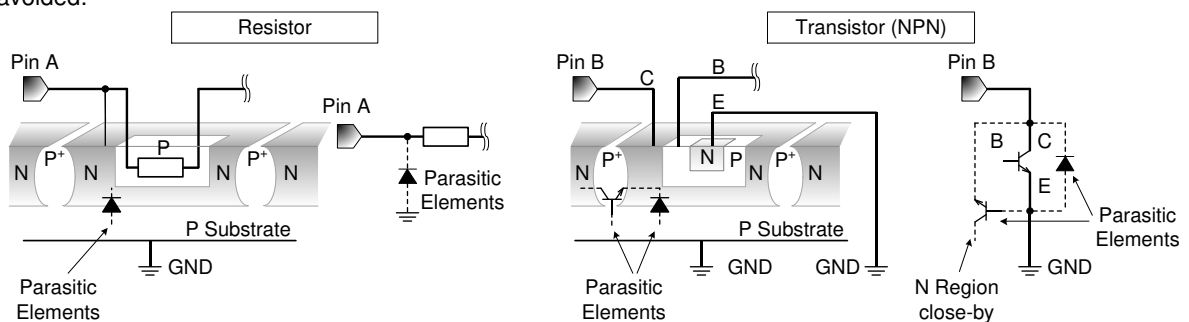 avoided.
Resistor
Transistor (NPN)
Pin A
Pin A
P
N P+ N N P+ N
Parasitic
Elements
P Substrate
GND
Parasitic
Elements
Pin B
C
B
E
N P+ N P N P+ N
P Substrate
GND
GND
Parasitic
Elements
Pin B
B
C
E
Parasitic
Elements
GND
N Region
close-by